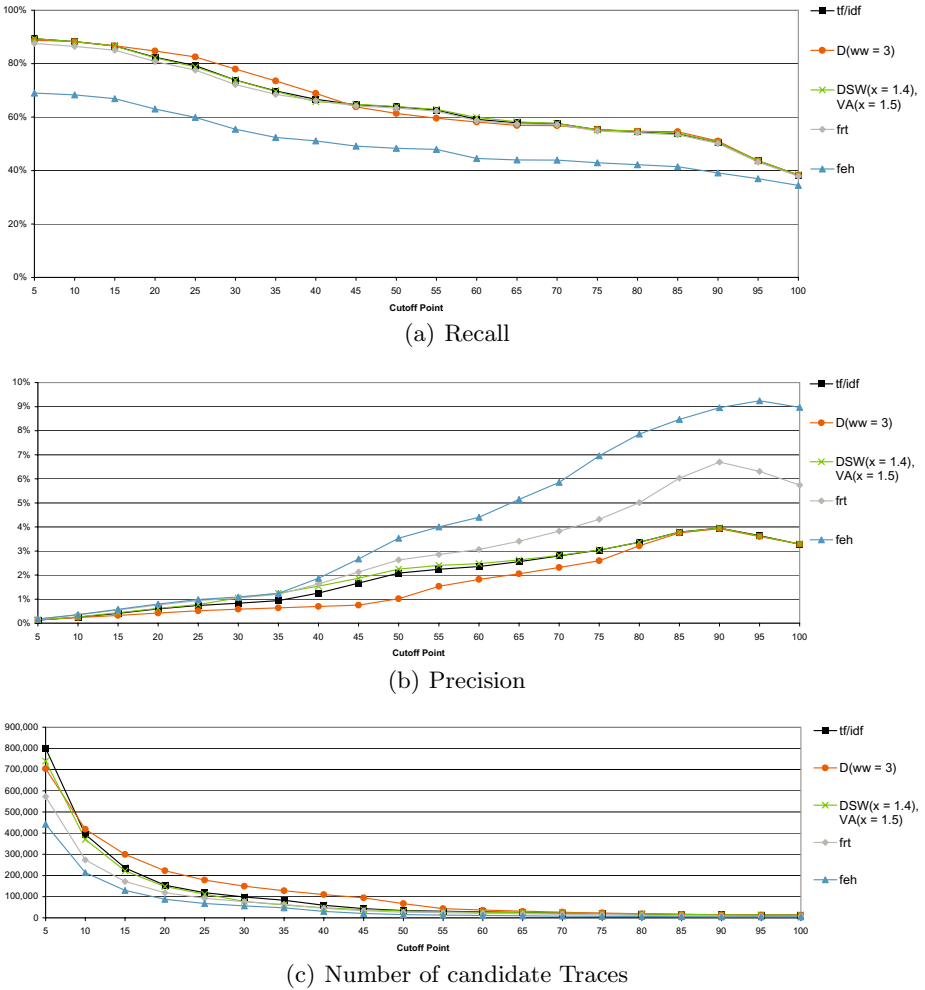 100%
80%
60%
40%
20%
0%
5 10 15 20 25 30 35 40 45 50 55 60 65 70 75 80 85 90 95 100
Cutoff Point
tf/idf
D(ww = 3)
DSW(x = 1.4),
VA(x = 1.5)
frt
feh
(a) Recall
10%
9%
8%
7%
6%
5%
4%
3%
2%
1%
0%
5 10 15 20 25 30 35 40 45 50 55 60 65 70 75 80 85 90 95 100
Cutoff Point
tf/idf
D(ww = 3)
DSW(x = 1.4),
VA(x = 1.5)
frt
feh
(b) Precision
900,000
800,000
700,000
600,000
500,000
400,000
300,000
200,000
100,000
0
5 10 15 20 25 30 35 40 45 50 55 60 65 70 75 80 85 90 95 100
Cutoff Point
tf/idf
D(ww = 3)
DSW(x = 1.4),
VA(x = 1.5)
frt
feh
(c) Number of candidate Traces